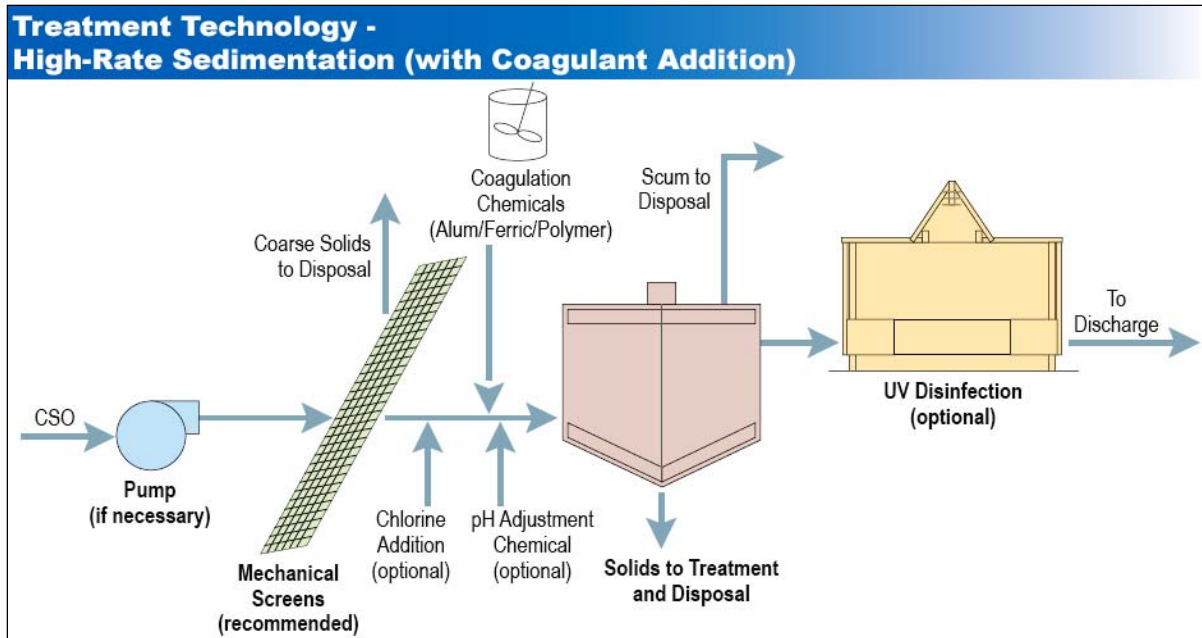 Treatment Technology -
High-Rate Sedimentation (with Coagulant Addition)
Coagulation
Chemicals
(Alum/Ferric/Polymer)
Scum to
Disposal
Coarse Solids
to Disposal
To
Discharge
UV Disinfection
(optional)
CSO
Pump
(if necessary)
Mechanical
Screens
(recommended)
Chlorine
Addition
(optional)
pH Adjustment
Chemical
(optional)
Solids to Treatment
and Disposal